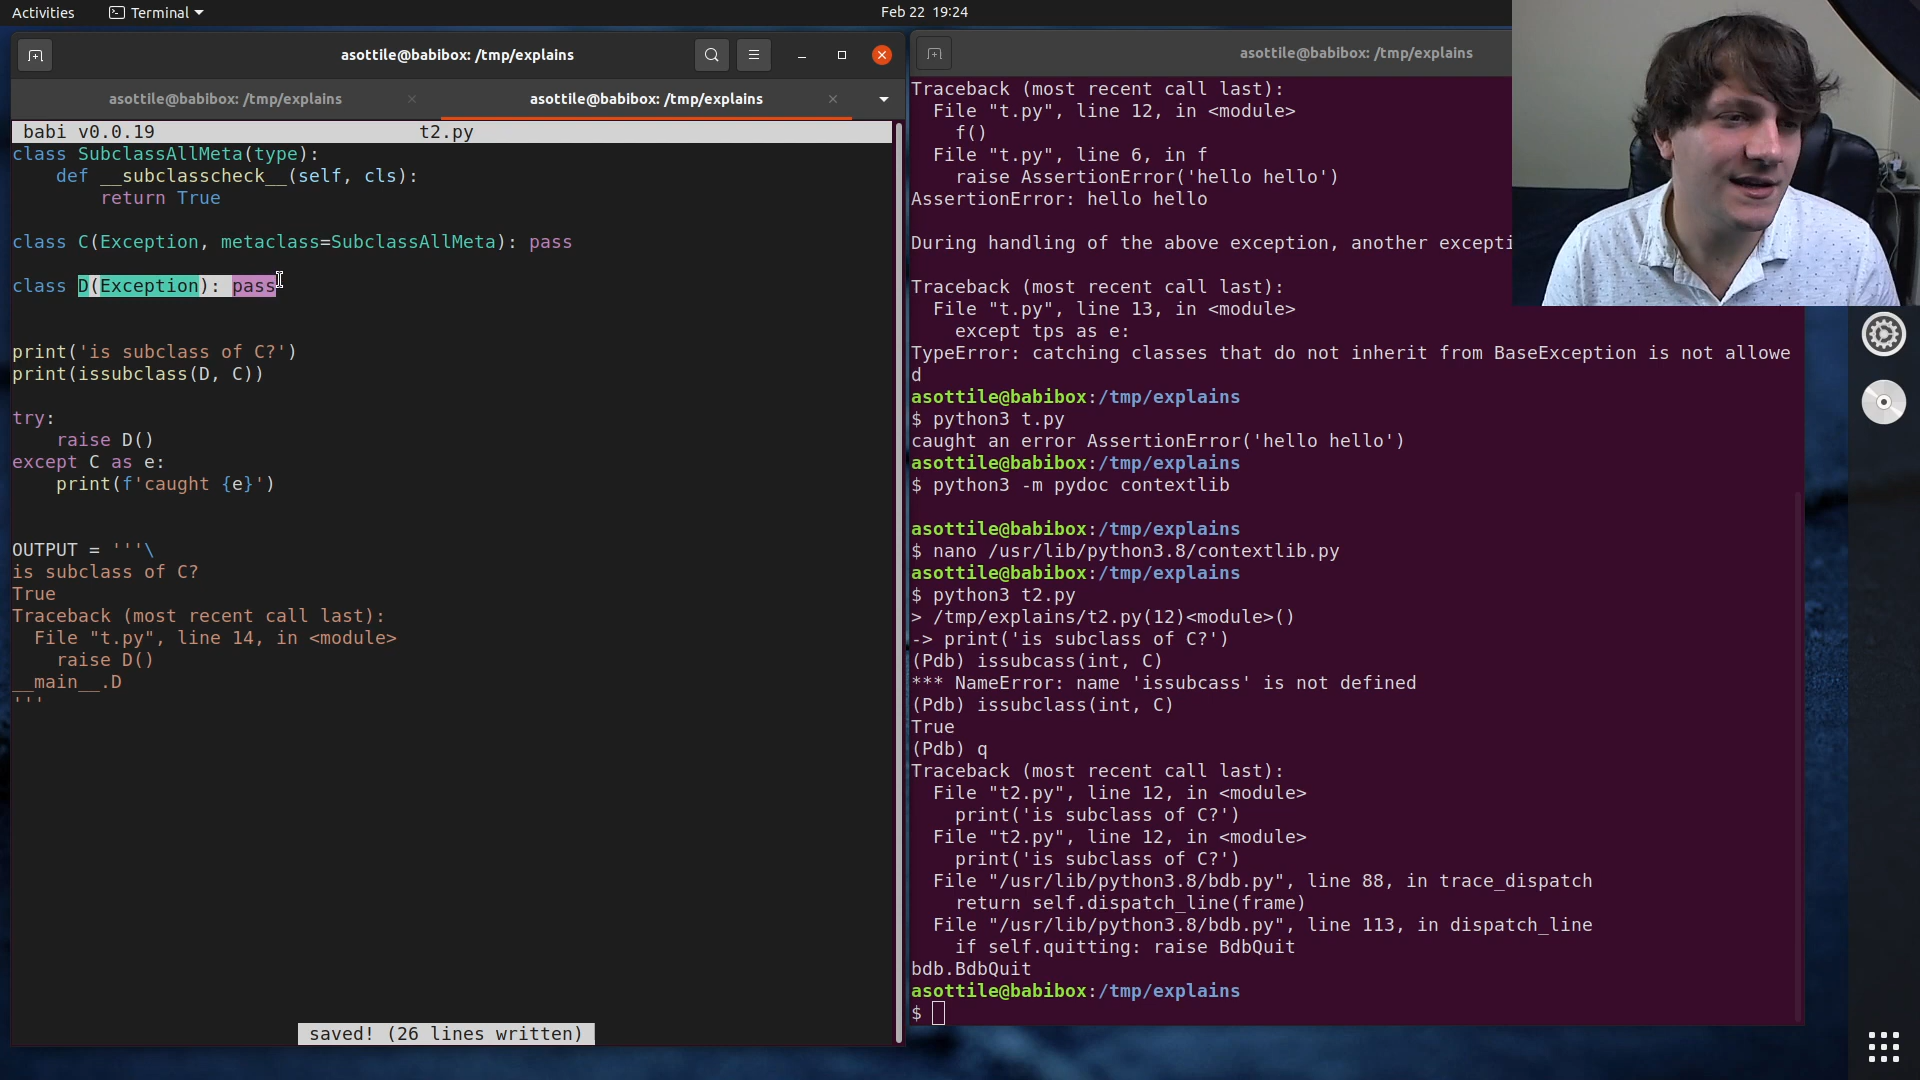 Activities
Terminal
Feb 22 19:24
asottile@babibox: /tmp/explains
asottile@babibox: /tmp/explains
asottile@babibox: /tmp/explains
babi v0.0.19 t2.py
class SubclassAllMeta(type):
    def __subclasscheck__(self, cls):
        return True
class C(Exception, metaclass=SubclassAllMeta): pass
class D(Exception): pass
print('is subclass of C?')
print(issubclass(D, C))
try:
    raise D()
except C as e:
    print(f'caught {e}')
OUTPUT = '''\
is subclass of C?
True
Traceback (most recent call last):
  File "t.py", line 14, in <module>
    raise D()
__main__.D
'''
saved! (26 lines written)
asottile@babibox: /tmp/explains
Traceback (most recent call last):
  File "t.py", line 12, in <module>
    f()
  File "t.py", line 6, in f
    raise AssertionError('hello hello')
AssertionError: hello hello
During handling of the above exception, another excepti
Traceback (most recent call last):
  File "t.py", line 13, in <module>
    except tps as e:
TypeError: catching classes that do not inherit from BaseException is not allowe
d
asottile@babibox:/tmp/explains
$ python3 t.py
caught an error AssertionError('hello hello')
asottile@babibox:/tmp/explains
$ python3 -m pydoc contextlib
asottile@babibox:/tmp/explains
$ nano /usr/lib/python3.8/contextlib.py
asottile@babibox:/tmp/explains
$ python3 t2.py
> /tmp/explains/t2.py(12)<module>()
-> print('is subclass of C?')
(Pdb) issubcass(int, C)
*** NameError: name 'issubcass' is not defined
(Pdb) issubclass(int, C)
True
(Pdb) q
Traceback (most recent call last):
  File "t2.py", line 12, in <module>
    print('is subclass of C?')
  File "t2.py", line 12, in <module>
    print('is subclass of C?')
  File "/usr/lib/python3.8/bdb.py", line 88, in trace_dispatch
    return self.dispatch_line(frame)
  File "/usr/lib/python3.8/bdb.py", line 113, in dispatch_line
    if self.quitting: raise BdbQuit
bdb.BdbQuit
asottile@babibox:/tmp/explains
$